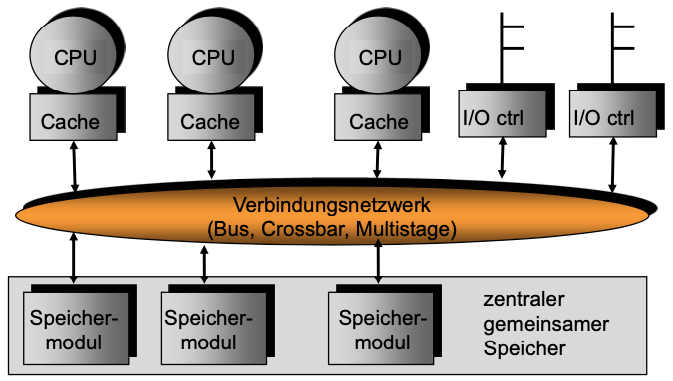 CPU CPU CPU
Cache Cache Cache I/O ctrl I/O ctrl
Verbindungsnetzwerk
(Bus, Crossbar, Multistage)
Speicher-
modul
Speicher-
modul
Speicher-
modul
zentraler
gemeinsamer
Speicher